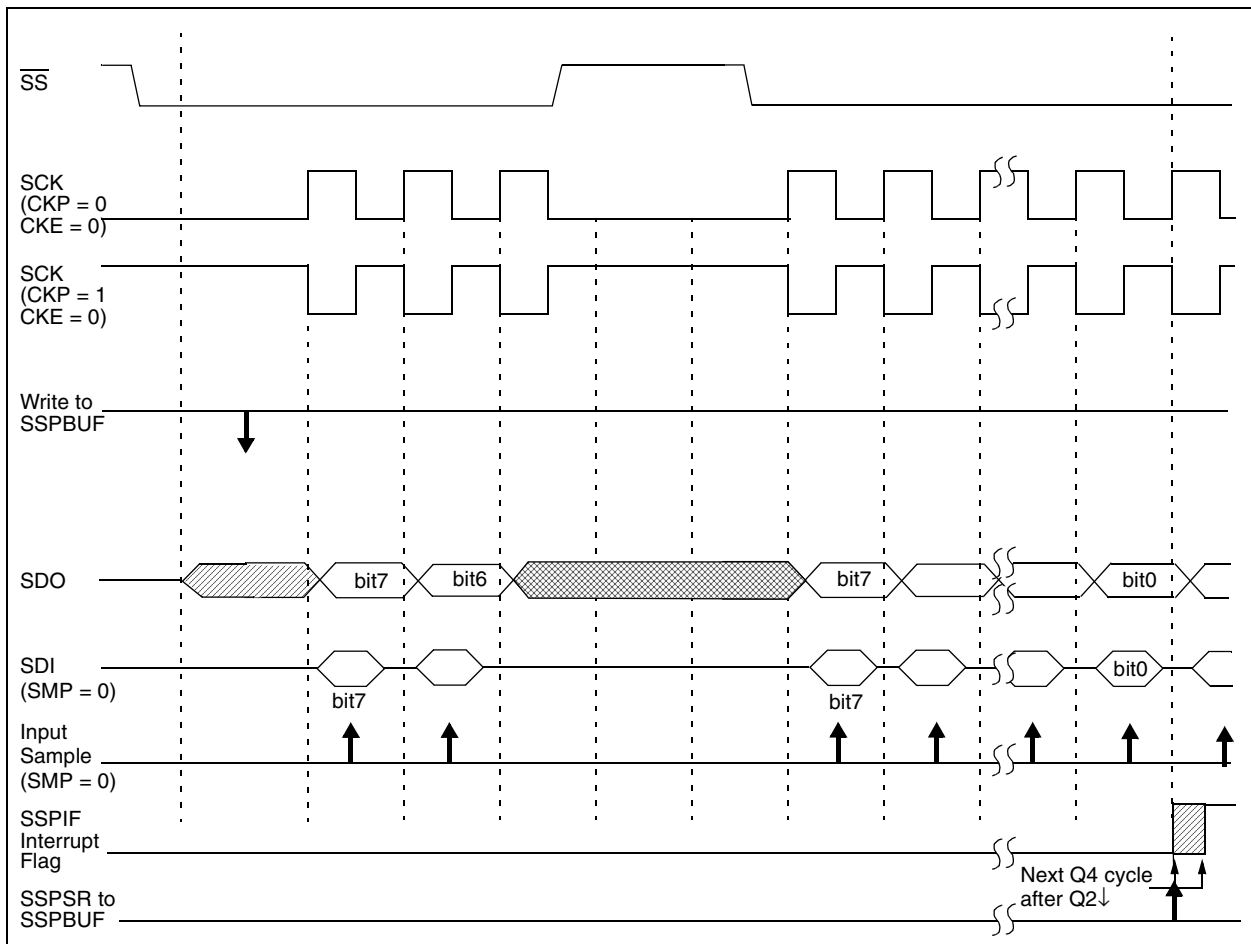 SS
SCK
(CKP = 0
CKE = 0)
SCK
(CKP = 1
CKE = 0)
Write to
SSPBUF
SDO
bit7
bit6
bit7
bit0
SDI
(SMP = 0)
bit7
bit7
bit0
Input
Sample
(SMP = 0)
SSPIF
Interrupt
Flag
Next Q4 cycle
after Q2↓
SSPSR to
SSPBUF